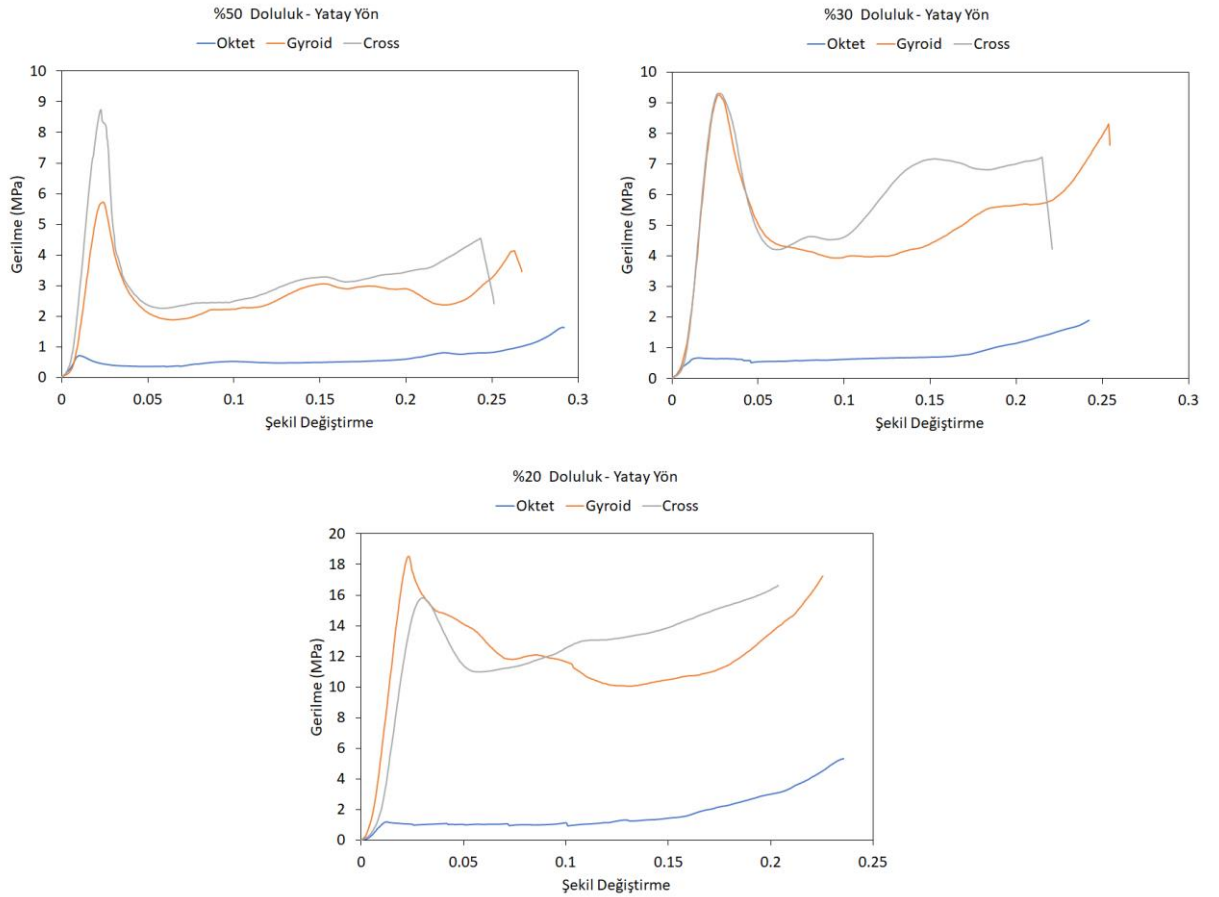 %50 Doluluk - Yatay Yön
Oktet Gyroid Cross
10
9
8
7
6
5
4
3
2
1
0
Gerilme (MPa)
0 0.05 0.1 0.15 0.2 0.25 0.3
Şekil Değiştirme
%30 Doluluk - Yatay Yön
Oktet Gyroid Cross
10
9
8
7
6
5
4
3
2
1
0
Gerilme (MPa)
0 0.05 0.1 0.15 0.2 0.25 0.3
Şekil Değiştirme
%20 Doluluk - Yatay Yön
Oktet Gyroid Cross
20
18
16
14
12
10
8
6
4
2
0
Gerilme (MPa)
0 0.05 0.1 0.15 0.2 0.25
Şekil Değiştirme